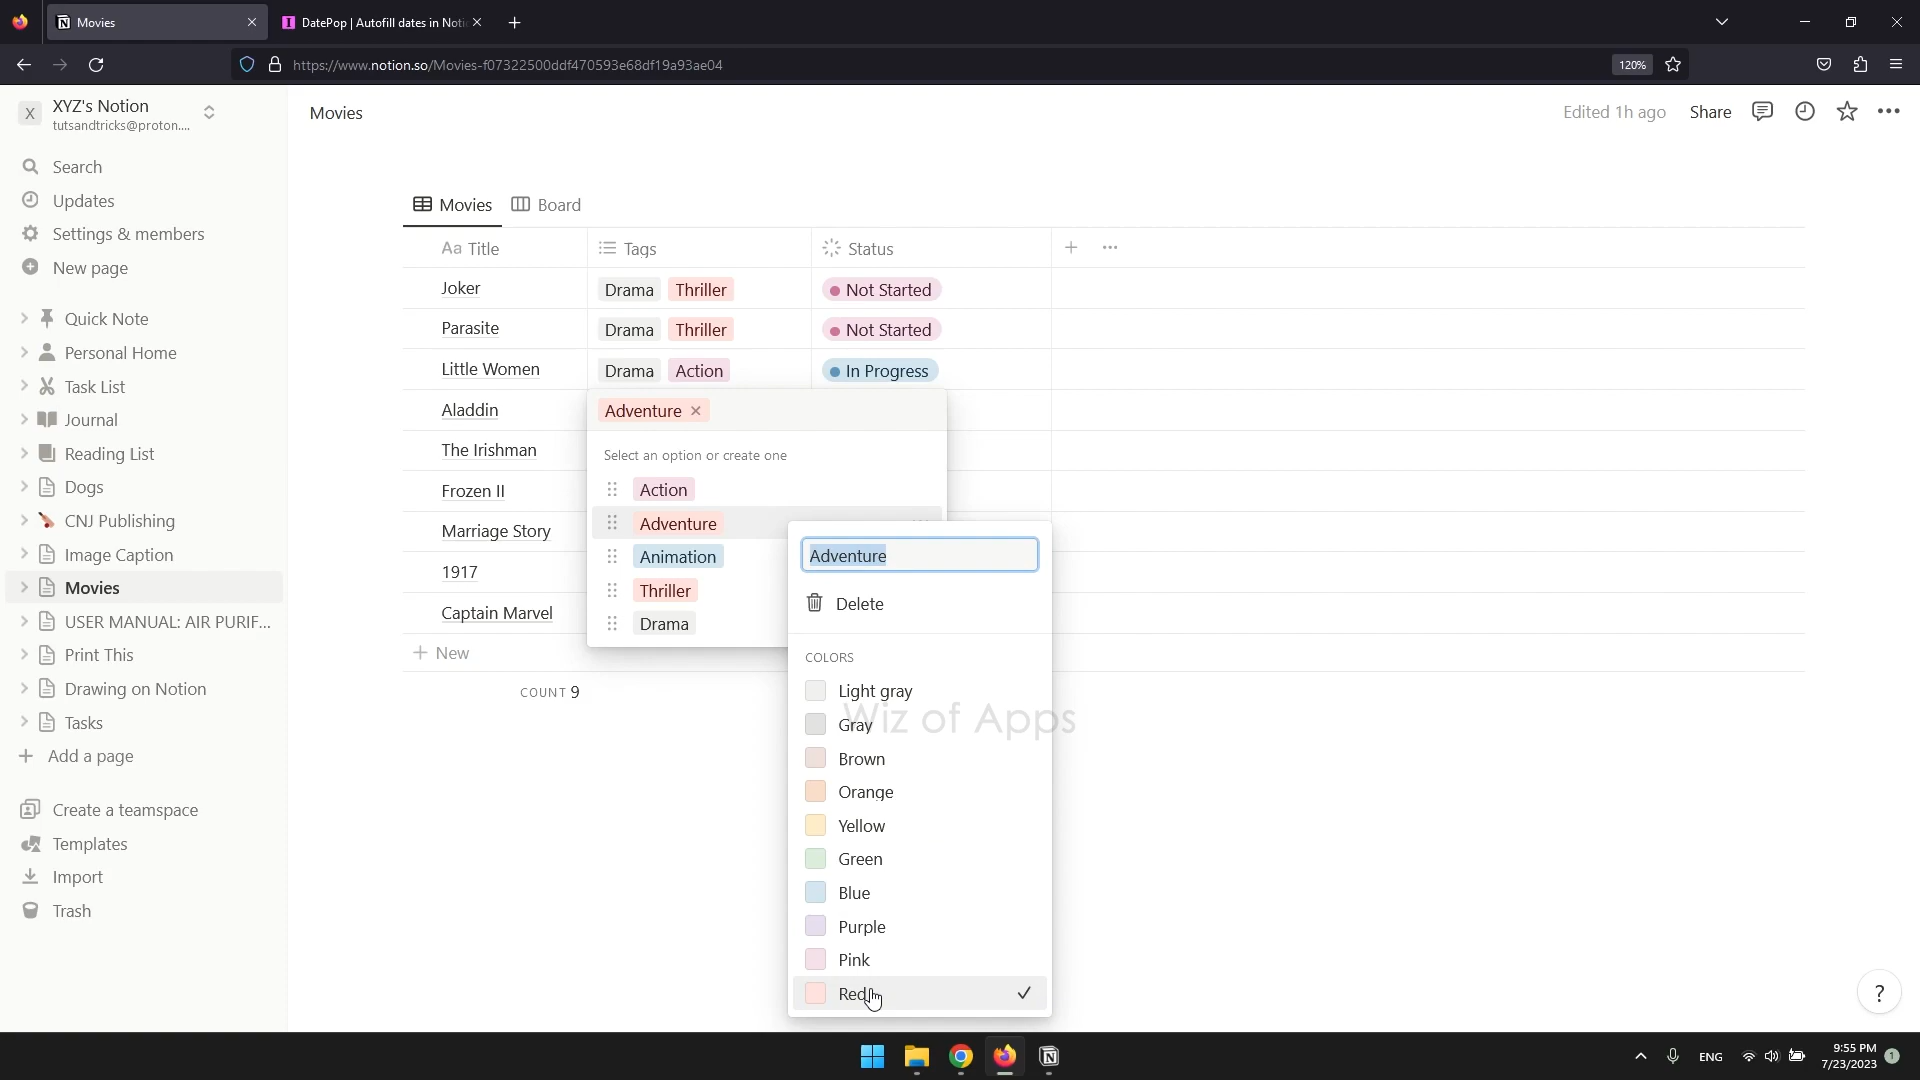 Movies
DatePop | Autofill dates in Noti
https://www.notion.so/Movies-f07322500ddf470593e68df19a93ae04
120%
X
XYZ's Notion
tutsandtricks@proton....
Movies
Edited 1h ago
Share
Search
Updates
Settings & members
New page
Quick Note
Personal Home
Task List
Journal
Reading List
Dogs
CNJ Publishing
Image Caption
Movies
USER MANUAL: AIR PURIF...
Print This
Drawing on Notion
Tasks
Add a page
Create a teamspace
Templates
Import
Trash
Movies Board
Aa Title Tags Status
Joker Drama Thriller Not Started
Parasite Drama Thriller Not Started
Little Women Drama Action In Progress
Aladdin
The Irishman
Frozen II
Marriage Story
1917
Captain Marvel
New
COUNT 9
Adventure
Select an option or create one
Action
Adventure
Animation
Thriller
Drama
Adventure
Delete
COLORS
Light gray
Gray
Brown
Orange
Yellow
Green
Blue
Purple
Pink
Red
Wiz of Apps
?
ENG
9:55 PM
7/23/2023
1